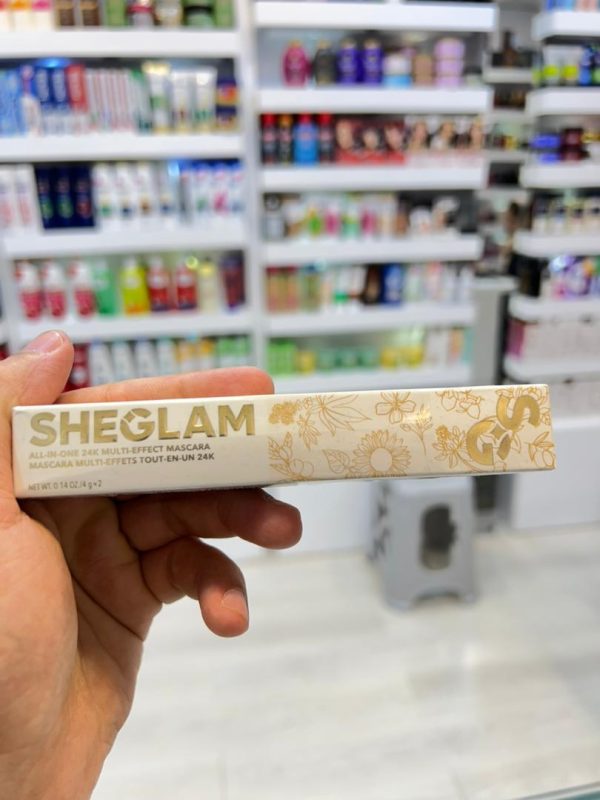 SHEGLAM
ALL-IN-ONE 24K MULTI-EFFECT MASCARA
MASCARA MULTI-EFFETS TOUT-EN-UN 24K
NET WT. 0.14 OZ./4 g × 2
SG